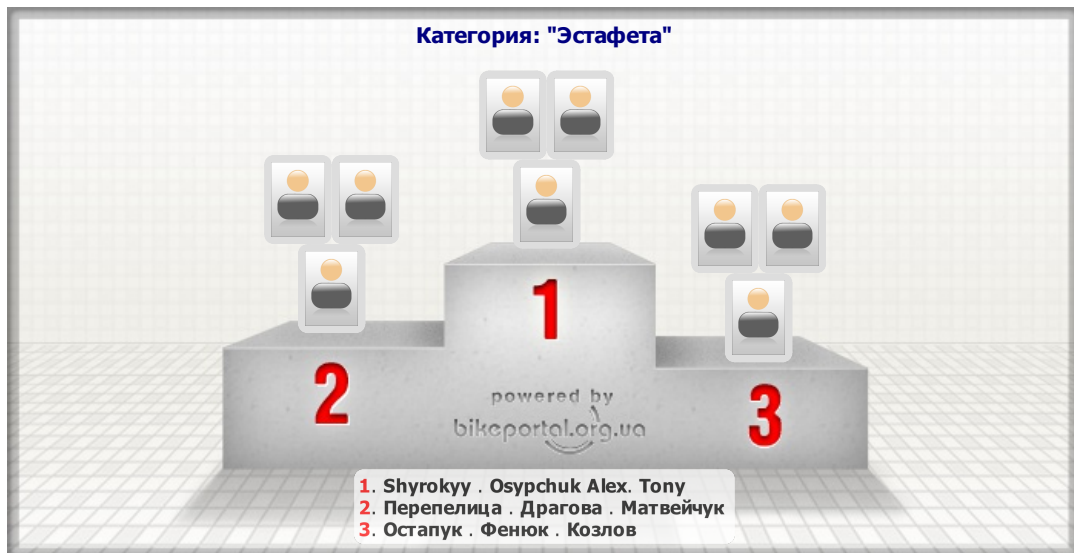 Категория: "Эстафета"
1
2
3
powered by
bikeportal.org.ua
1. Shyrokyy . Osypchuk Alex. Tony
2. Перепелица . Драгова . Матвейчук
3. Остапук . Фенюк . Козлов